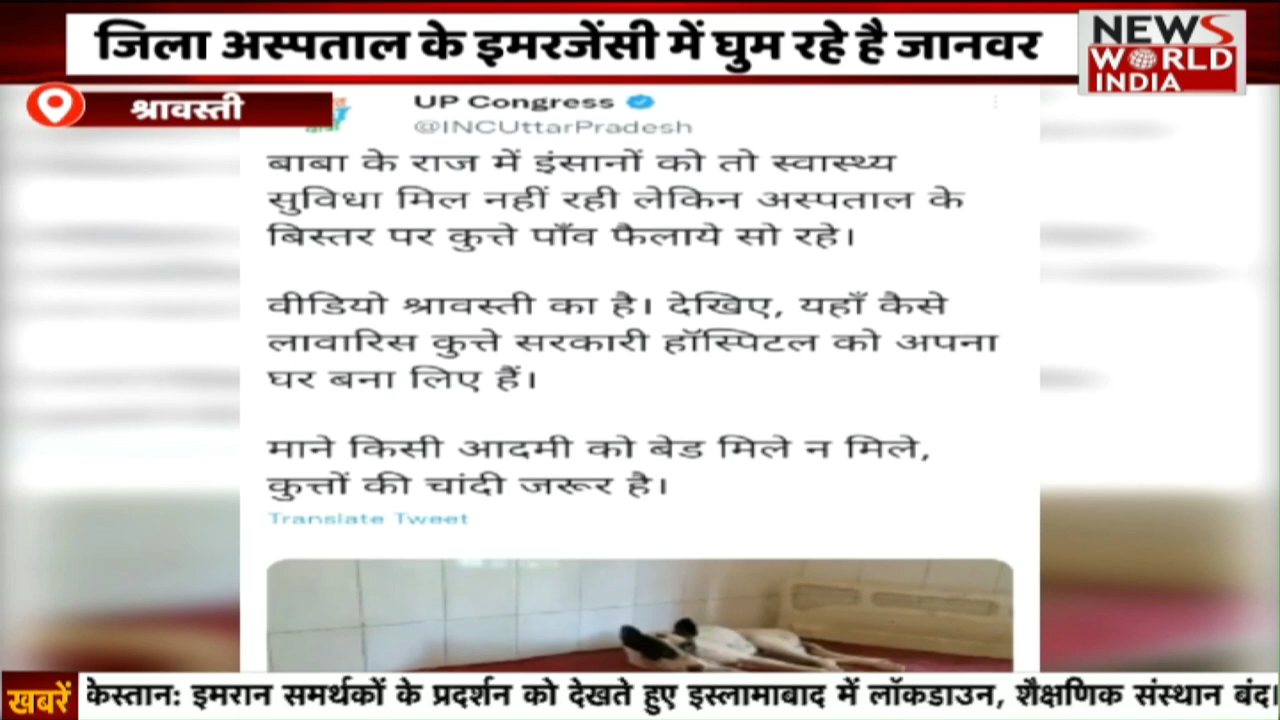 जिला अस्पताल के इमरजेंसी में घुम रहे है जानवर
NEWS
WORLD
INDIA
श्रावस्ती
UP Congress
@INCUttarPradesh
बाबा के राज में इंसानों को तो स्वास्थ्य
सुविधा मिल नहीं रही लेकिन अस्पताल के
बिस्तर पर कुत्ते पाँव फैलाये सो रहे।
वीडियो श्रावस्ती का है। देखिए, यहाँ कैसे
लावारिस कुत्ते सरकारी हॉस्पिटल को अपना
घर बना लिए हैं।
माने किसी आदमी को बेड मिले न मिले,
कुत्तों की चांदी जरूर है।
Translate Tweet
खबरें
केस्तान: इमरान समर्थकों के प्रदर्शन को देखते हुए इस्लामाबाद में लॉकडाउन, शैक्षणिक संस्थान बंद।